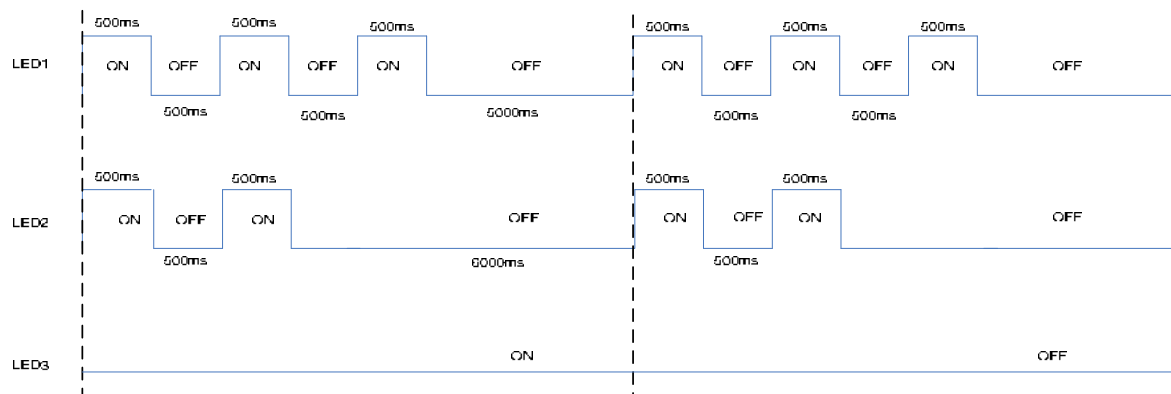 500ms 500ms 500ms 500ms 500ms 500ms
LED1 ON OFF ON OFF ON OFF ON OFF ON OFF ON OFF
500ms 500ms 5000ms 500ms 500ms
500ms 500ms 500ms 500ms
LED2 ON OFF ON OFF ON OFF ON OFF
500ms 6000ms 500ms
LED3 ON OFF